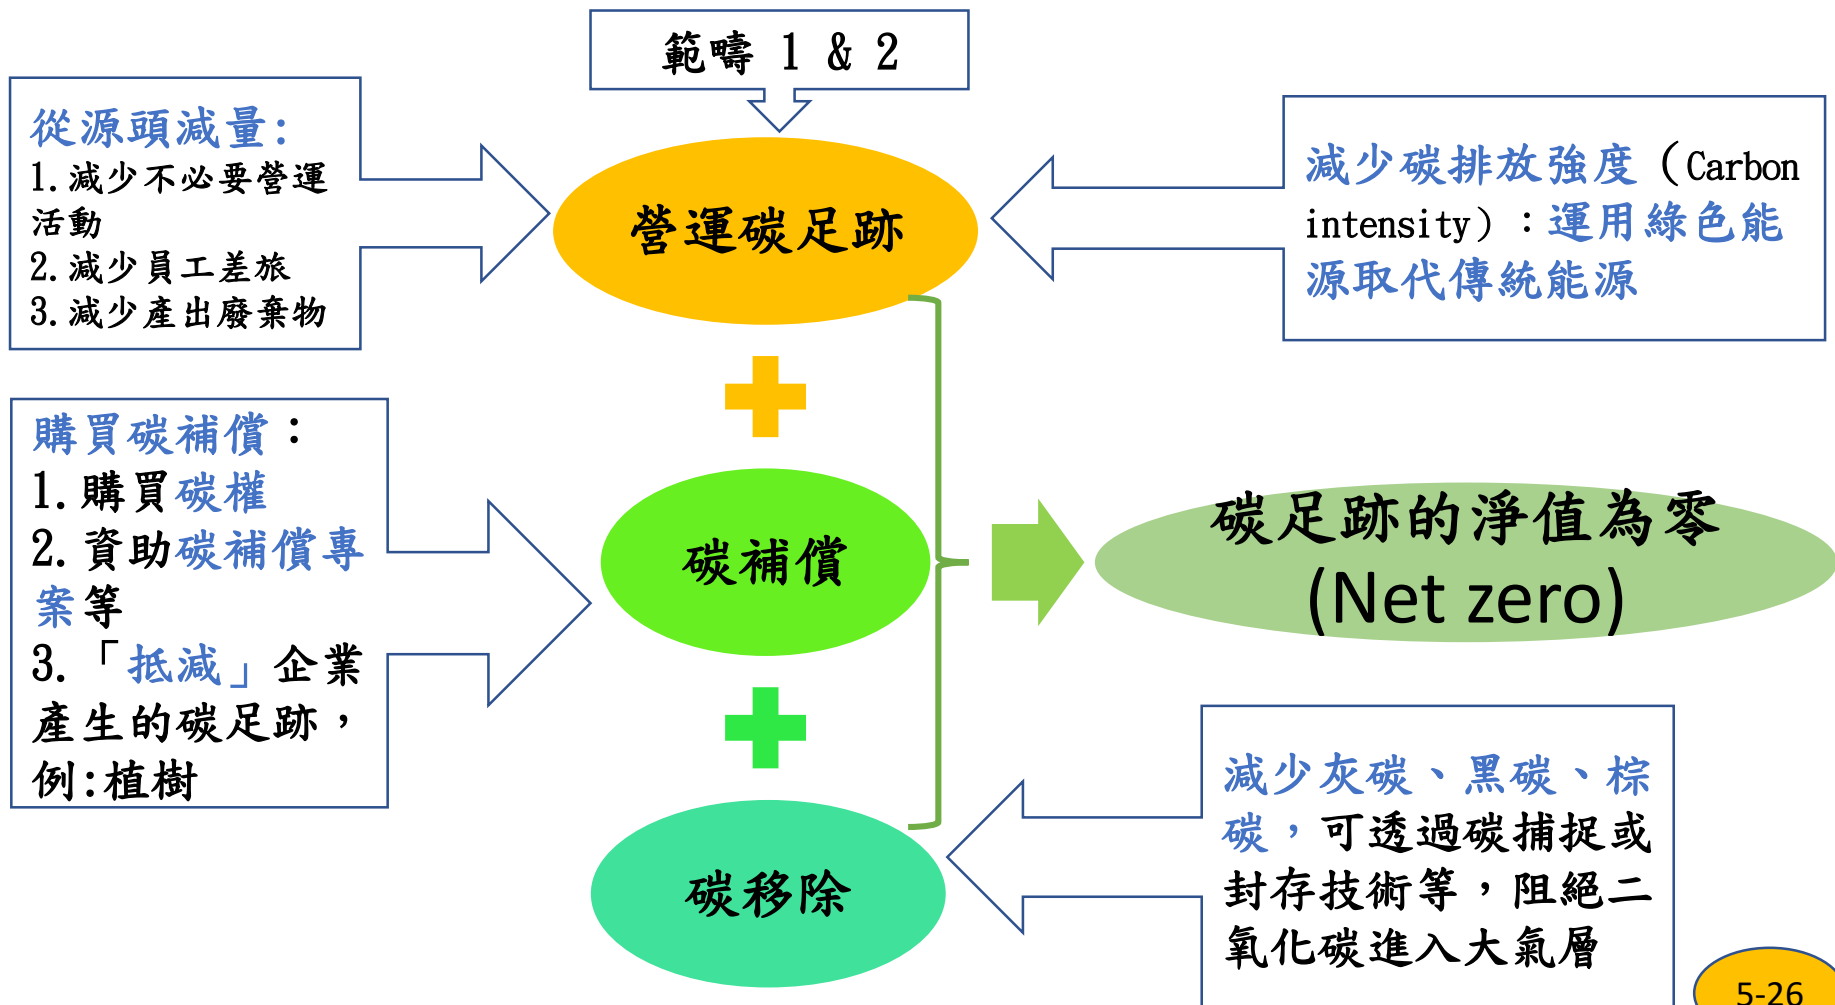 範疇 1 & 2
從源頭減量:
1.減少不必要營運
活動
2.減少員工差旅
3.減少產出廢棄物
營運碳足跡
減少碳排放強度（Carbon
intensity）：運用綠色能
源取代傳統能源
購買碳補償：
1.購買碳權
2.資助碳補償專
案等
3.「抵減」企業
產生的碳足跡，
例:植樹
碳補償
碳足跡的淨值為零
(Net zero)
碳移除
減少灰碳、黑碳、棕
碳，可透過碳捕捉或
封存技術等，阻絕二
氧化碳進入大氣層
5-26